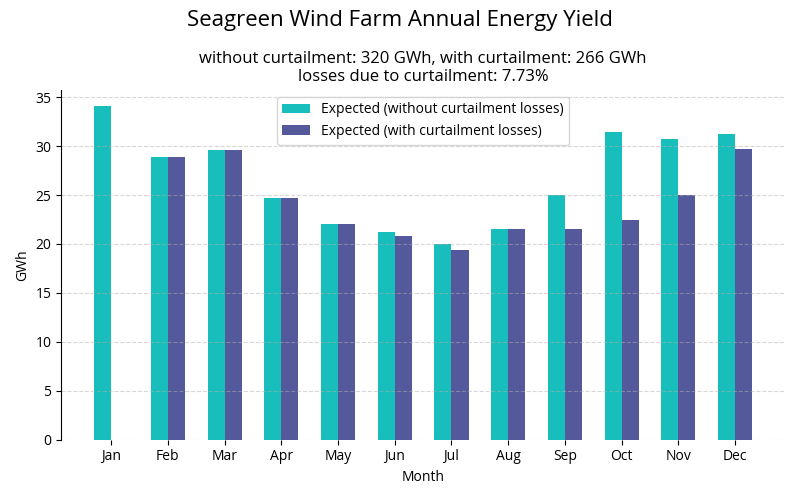 Seagreen Wind Farm Annual Energy Yield
without curtailment: 320 GWh, with curtailment: 266 GWh
losses due to curtailment: 7.73%
Expected (without curtailment losses)
Expected (with curtailment losses)
GWh
35
30
25
20
15
10
5
0
Jan Feb Mar Apr May Jun Jul Aug Sep Oct Nov Dec
Month